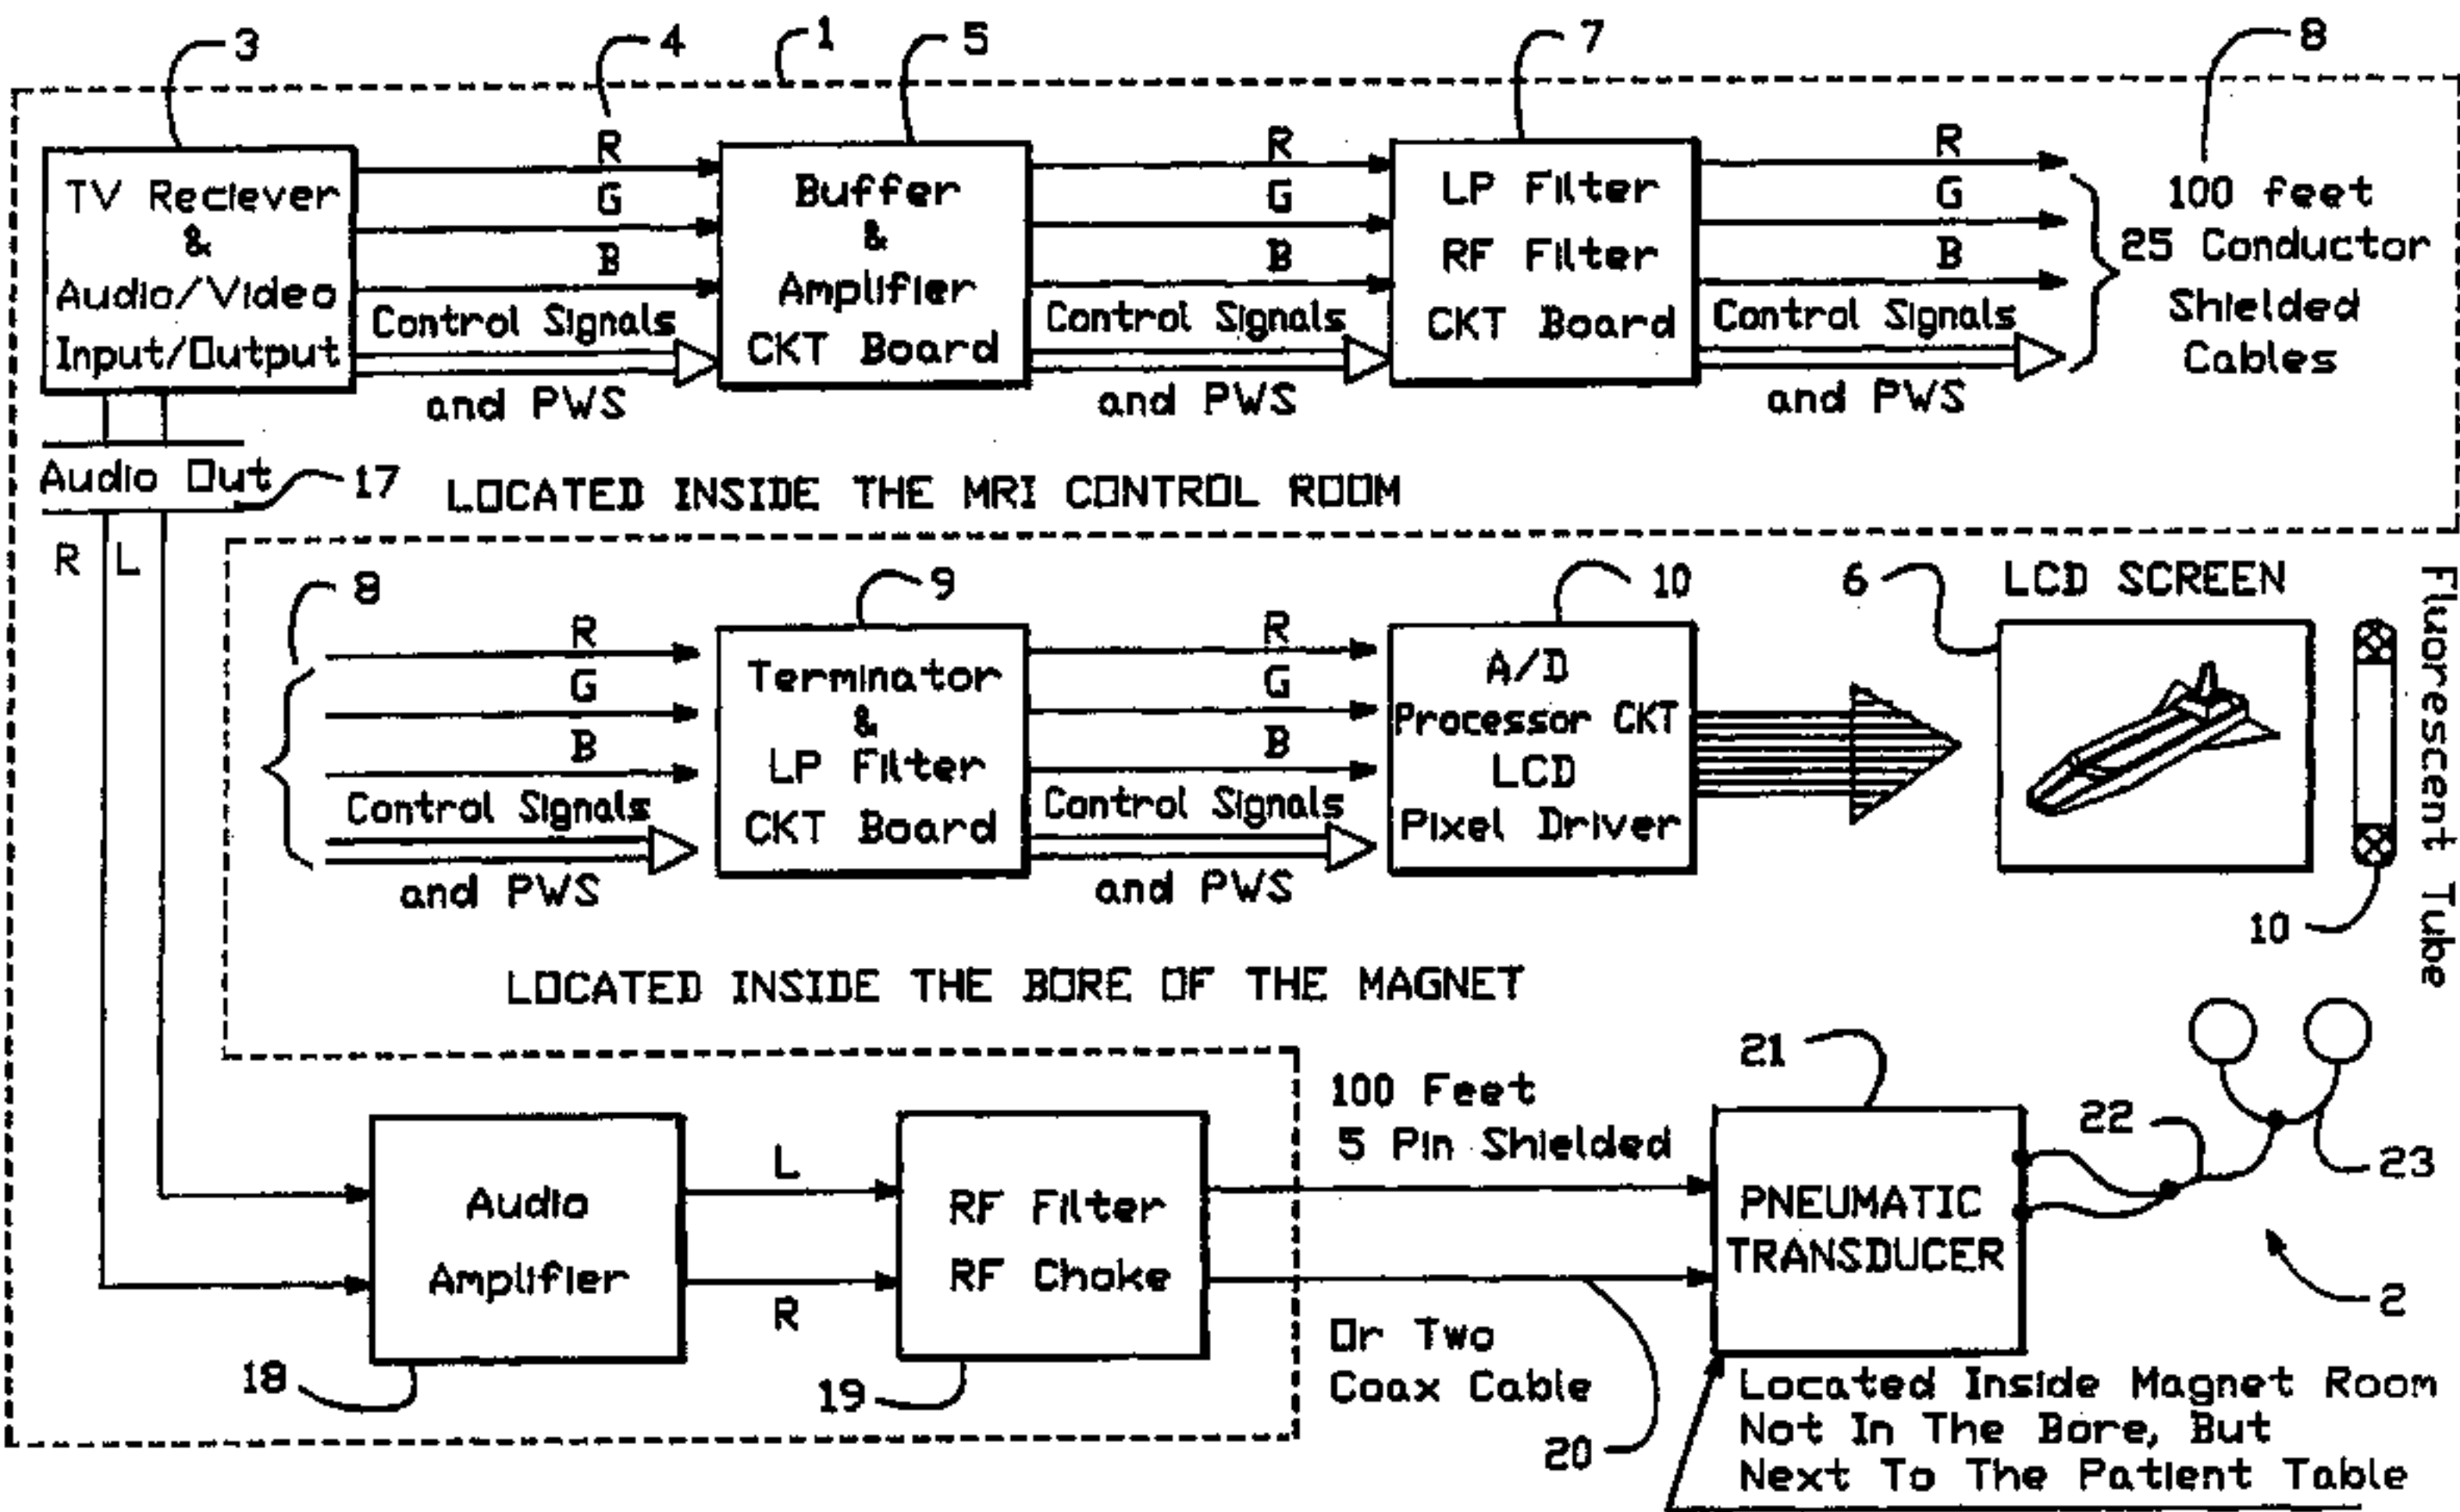 3
4
1
5
7
8
TV Reciever
&
Audio/Video
Input/Output
R
G
B
Control Signals
and PWS
Buffer
&
Amplifier
CKT Board
R
G
B
Control Signals
and PWS
LP Filter
RF Filter
CKT Board
R
G
B
Control Signals
and PWS
100 feet
25 Conductor
Shielded
Cables
Audio Out
17
LOCATED INSIDE THE MRI CONTROL ROOM
R L
8
R
G
B
Control Signals
and PWS
9
Terminator
&
LP Filter
CKT Board
R
G
B
Control Signals
and PWS
10
A/D
Processor CKT
LCD
Pixel Driver
6
LCD SCREEN
Fluorescent Tube
10
LOCATED INSIDE THE BORE OF THE MAGNET
Audio
Amplifier
18
L
R
RF Filter
RF Choke
19
100 Feet
5 Pin Shielded
Or Two
Coax Cable
20
21
PNEUMATIC
TRANSDUCER
22
23
2
Located Inside Magnet Room
Not In The Bore, But
Next To The Patient Table